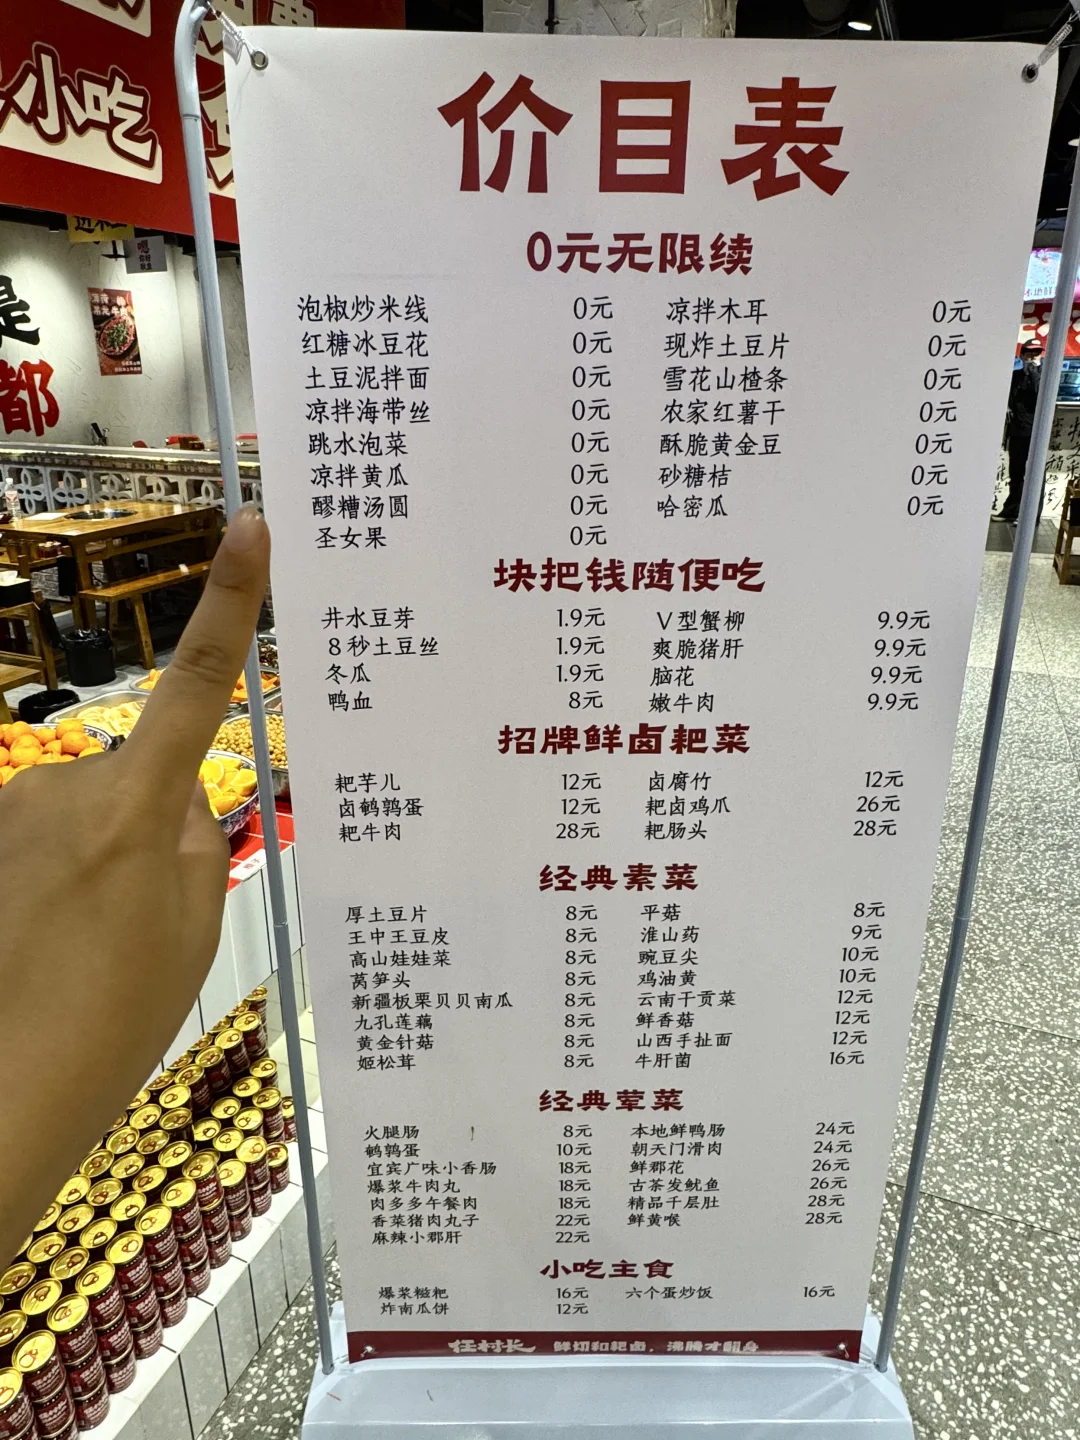 小吃
是
都
价目表
0元无限续
泡椒炒米线 0元 凉拌木耳 0元
红糖冰豆花 0元 现炸土豆片 0元
土豆泥拌面 0元 雪花山楂条 0元
凉拌海带丝 0元 农家红薯干 0元
跳水泡菜 0元 酥脆黄金豆 0元
凉拌黄瓜 0元 砂糖桔 0元
醪糟汤圆 0元 哈密瓜 0元
圣女果 0元
块把钱随便吃
井水豆芽 1.9元 V型蟹柳 9.9元
8秒土豆丝 1.9元 爽脆猪肝 9.9元
冬瓜 1.9元 脑花 9.9元
鸭血 8元 嫩牛肉 9.9元
招牌鲜卤耙菜
耙芋儿 12元 卤腐竹 12元
卤鹌鹑蛋 12元 耙卤鸡爪 26元
耙牛肉 28元 耙肠头 28元
经典素菜
厚土豆片 8元 平菇 8元
王中王豆皮 8元 淮山药 9元
高山娃娃菜 8元 豌豆尖 10元
莴笋头 8元 鸡油黄 10元
新疆板栗贝贝南瓜 8元 云南干贡菜 12元
九孔莲藕 8元 鲜香菇 12元
黄金针菇 8元 山西手扯面 12元
姬松茸 8元 牛肝菌 16元
经典荤菜
火腿肠 8元 本地鲜鸭肠 24元
鹌鹑蛋 10元 朝天门滑肉 24元
宜宾广味小香肠 18元 鲜郡花 26元
爆浆牛肉丸 18元 古茶发鱿鱼 26元
肉多多午餐肉 18元 精品千层肚 28元
香菜猪肉丸子 22元 鲜黄喉 28元
麻辣小郡肝 22元
小吃主食
爆浆糍粑 16元 六个蛋炒饭 16元
炸南瓜饼 12元
任村长 鲜切和耙卤，沸腾才翻身